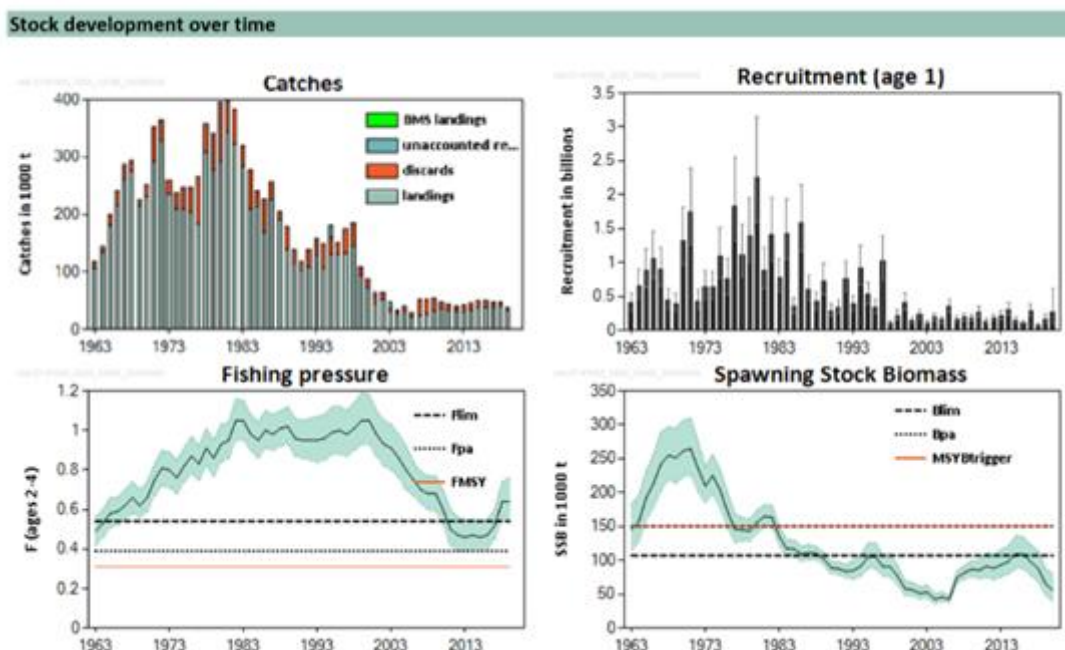 Stock development over time
Catches
Catches in 1000 t
400
300
200
100
0
BMS landings
unaccounted re...
discards
landings
1963 1973 1983 1993 2003 2013
Recruitment (age 1)
Recruitment in billions
3.5
3
2.5
2
1.5
1
0.5
0
1963 1973 1983 1993 2003 2013
Fishing pressure
F (ages 2-4)
1.2
1
0.8
0.6
0.4
0.2
0
Flim
Fpa
FMSY
1963 1973 1983 1993 2003 2013
Spawning Stock Biomass
SSB in 1000 t
350
300
250
200
150
100
50
0
Blim
Bpa
MSYBtrigger
1963 1973 1983 1993 2003 2013